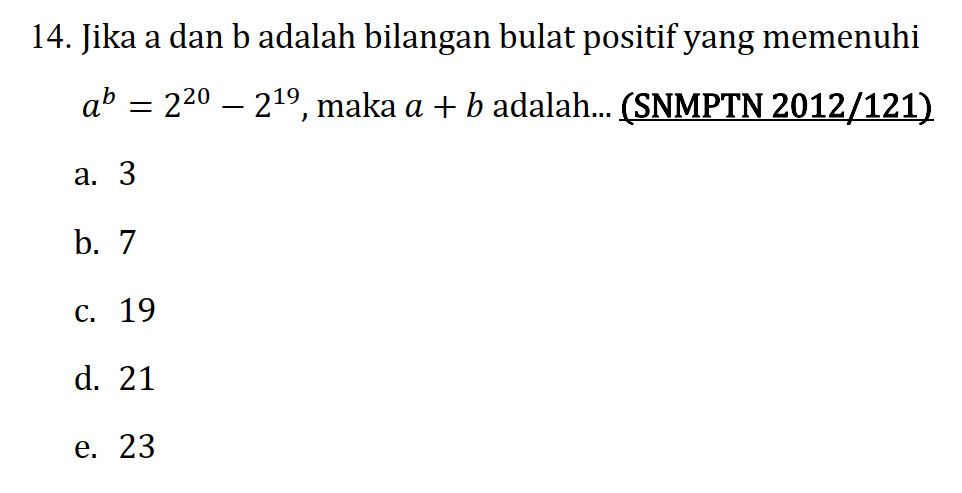 14. Jika a dan b adalah bilangan bulat positif yang memenuhi
a^b = 2^20 – 2^19, maka a + b adalah... (SNMPTN 2012/121)
a. 3
b. 7
c. 19
d. 21
e. 23